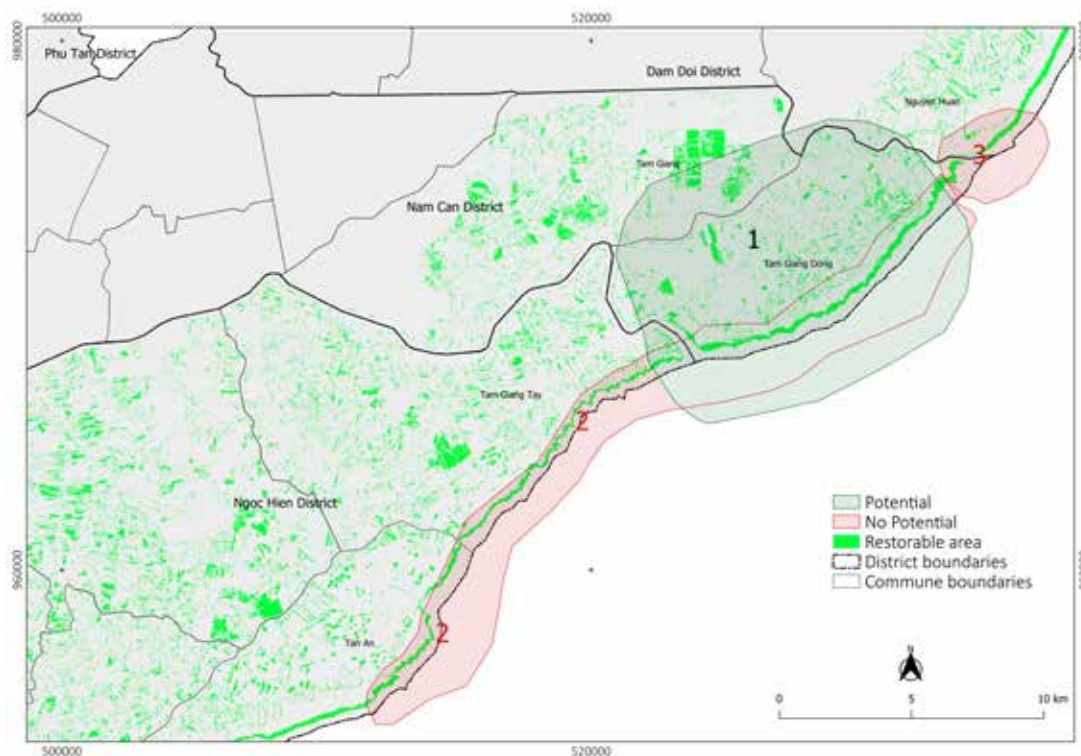 500000
520000
980000
Phu Tan District
Dam Doi District
Nguyen Huan
Tam Giang
3
Nam Can District
1
Tam Giang Dong
Tam Giang Tay
2
Ngoc Hien District
Potential
No Potential
Restorable area
District boundaries
Commune boundaries
960000
2
Tan An
N
0
5
10 km
500000
520000